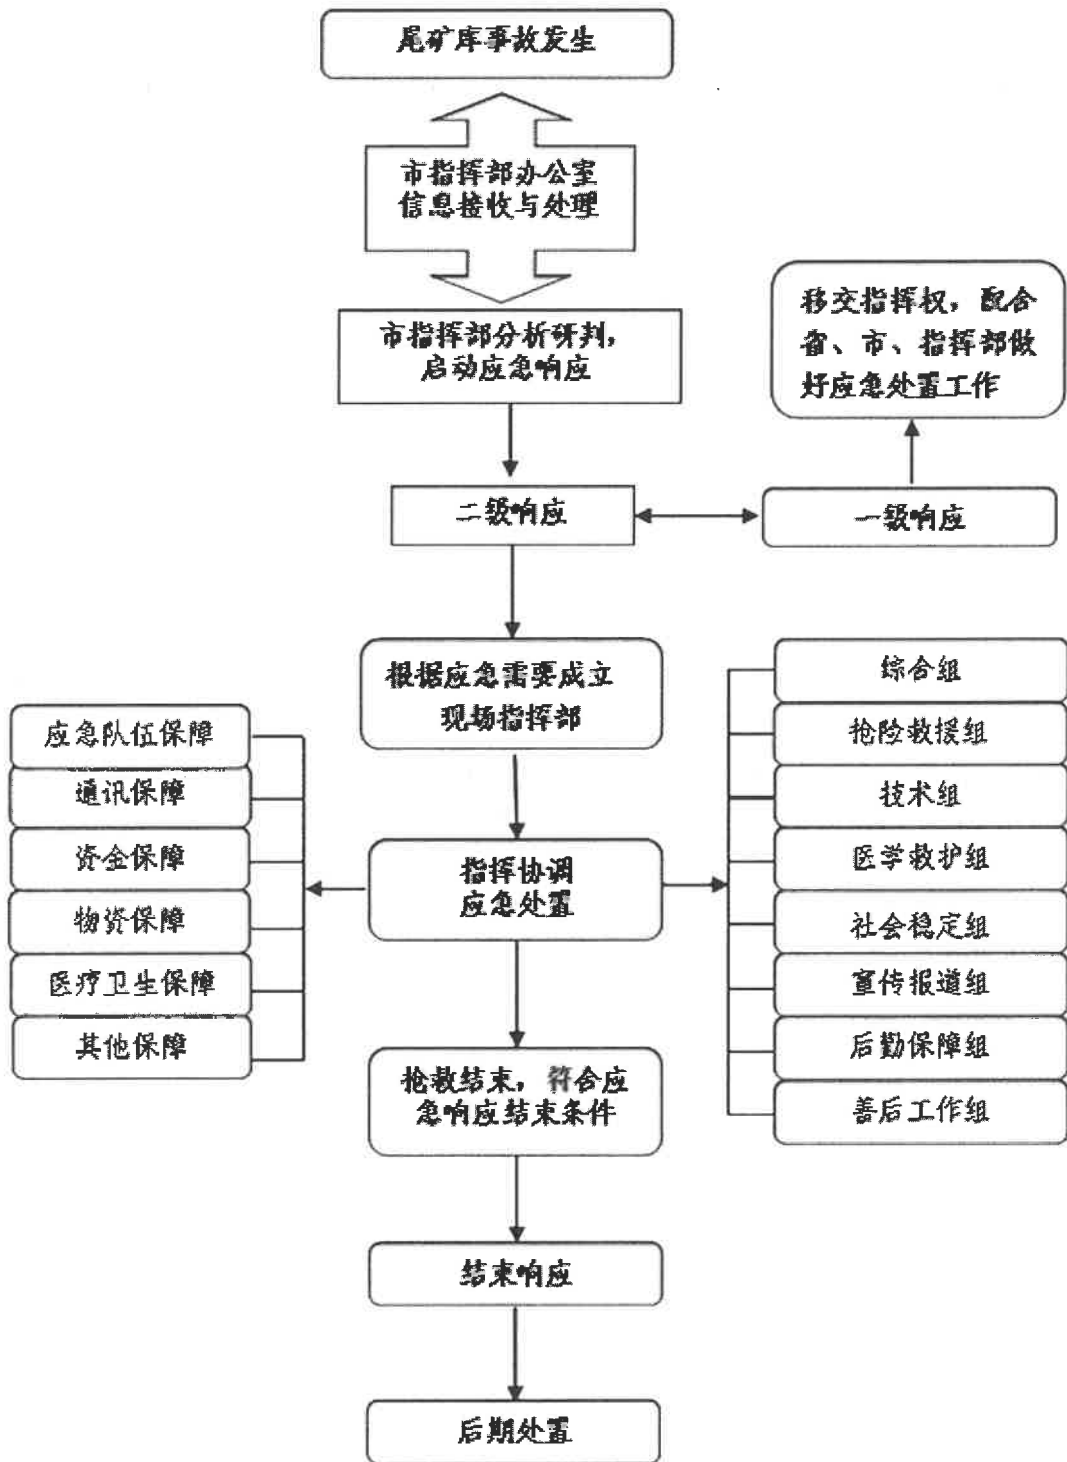 尾矿库事故发生
市指挥部办公室
信息接收与处理
市指挥部分析研判，
启动应急响应
移交指挥权，配合
省、市、指挥部做
好应急处置工作
二级响应
一级响应
根据应急需要成立
现场指挥部
应急队伍保障
通讯保障
资金保障
物资保障
医疗卫生保障
其他保障
指挥协调
应急处置
综合组
抢险救援组
技术组
医学救护组
社会稳定组
宣传报道组
后勤保障组
善后工作组
抢救结束，符合应
急响应结束条件
结束响应
后期处置